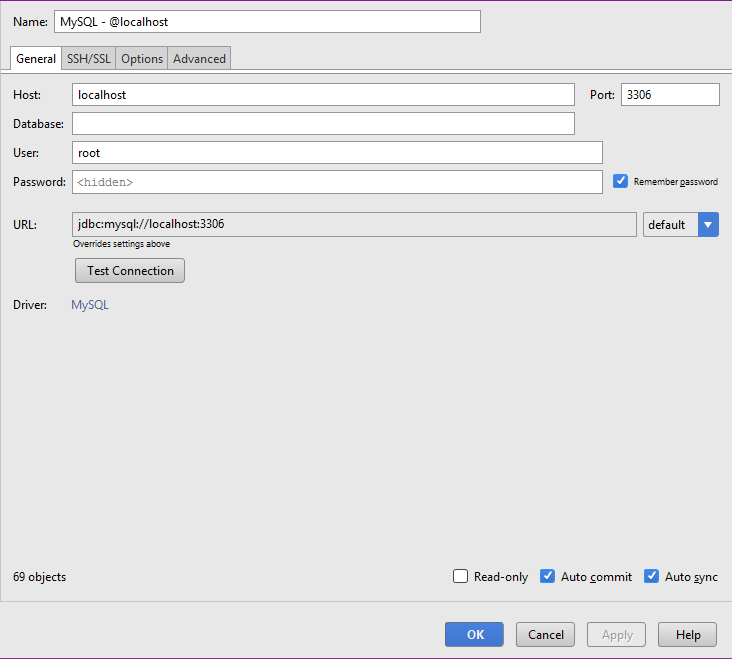 Name: MySQL - @localhost
General SSH/SSL Options Advanced
Host: localhost Port: 3306
Database:
User: root
Password: <hidden> Remember password
URL: jdbc:mysql://localhost:3306 default
Overrides settings above
Test Connection
Driver: MySQL
69 objects Read-only Auto commit Auto sync
OK Cancel Apply Help